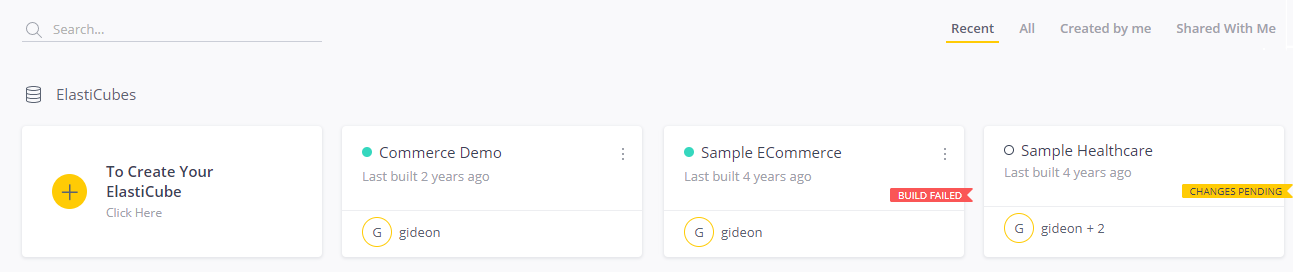 Search...
Recent All Created by me Shared With Me
ElastiCubes
To Create Your
ElastiCube
Click Here
Commerce Demo
Last built 2 years ago
G gideon
Sample ECommerce
Last built 4 years ago
BUILD FAILED
G gideon
Sample Healthcare
Last built 4 years ago
CHANGES PENDING
G gideon + 2